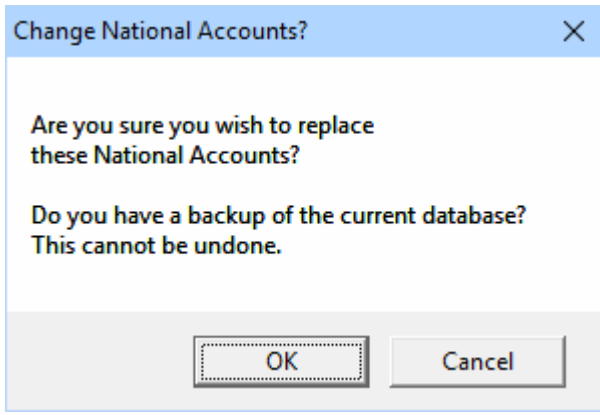 Change National Accounts?
Are you sure you wish to replace
these National Accounts?
Do you have a backup of the current database?
This cannot be undone.
OK
Cancel